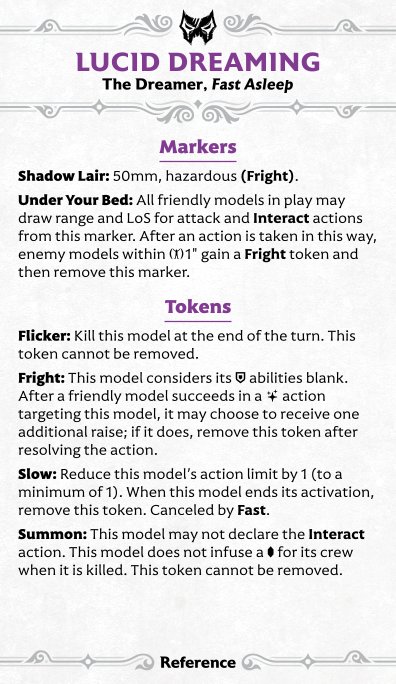 LUCID DREAMING
The Dreamer, Fast Asleep
Markers
Shadow Lair: 50mm, hazardous (Fright).
Under Your Bed: All friendly models in play may
draw range and LoS for attack and Interact actions
from this marker. After an action is taken in this way,
enemy models within 1" gain a Fright token and
then remove this marker.
Tokens
Flicker: Kill this model at the end of the turn. This
token cannot be removed.
Fright: This model considers its abilities blank.
After a friendly model succeeds in a action
targeting this model, it may choose to receive one
additional raise; if it does, remove this token after
resolving the action.
Slow: Reduce this model’s action limit by 1 (to a
minimum of 1). When this model ends its activation,
remove this token. Canceled by Fast.
Summon: This model may not declare the Interact
action. This model does not infuse a for its crew
when it is killed. This token cannot be removed.
Reference